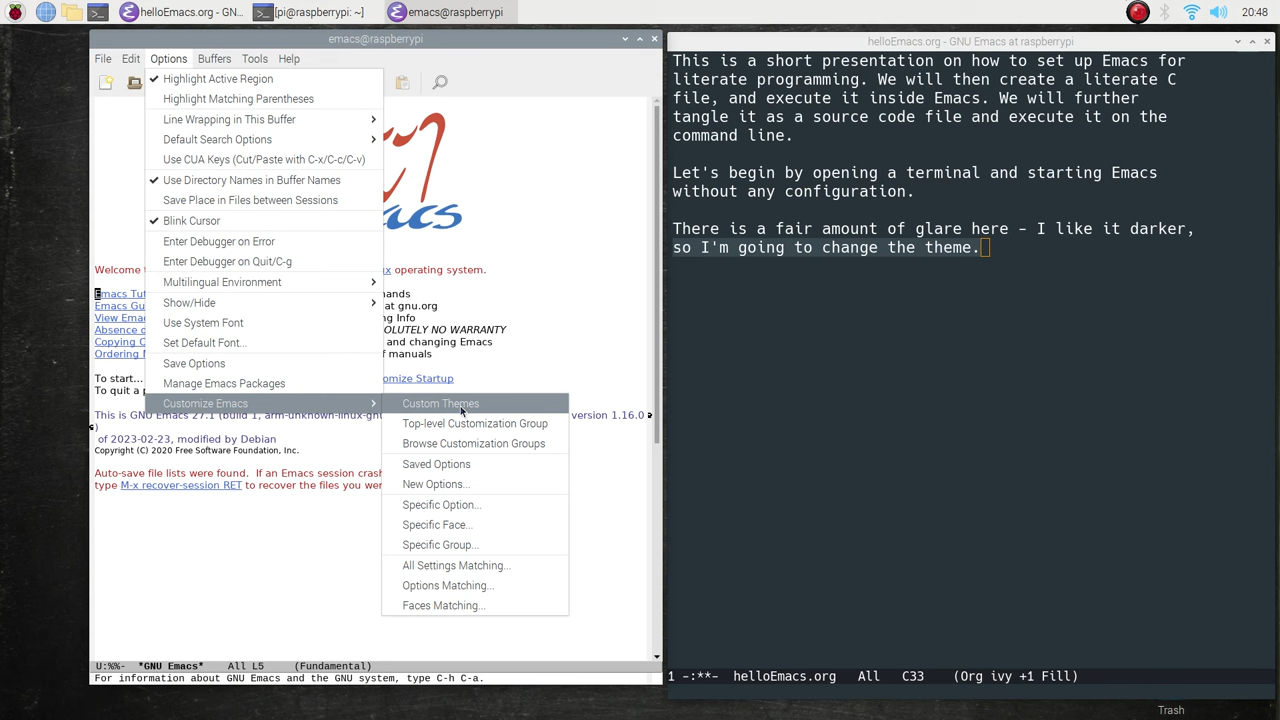 helloEmacs.org - GN...
[pi@raspberrypi: ~]
emacs@raspberrypi
20:48
emacs@raspberrypi
File Edit Options Buffers Tools Help
Highlight Active Region
Highlight Matching Parentheses
Line Wrapping in This Buffer
Default Search Options
Use CUA Keys (Cut/Paste with C-x/C-c/C-v)
Use Directory Names in Buffer Names
Save Place in Files between Sessions
Blink Cursor
Enter Debugger on Error
Enter Debugger on Quit/C-g
Multilingual Environment
Show/Hide
Use System Font
Set Default Font...
Save Options
Manage Emacs Packages
Customize Emacs
Custom Themes
Top-level Customization Group
Browse Customization Groups
Saved Options
New Options...
Specific Option...
Specific Face...
Specific Group...
All Settings Matching...
Options Matching...
Faces Matching...
acs
Welcome operating system.
Emacs Tut ands
Emacs Gu at gnu.org
View Emac ng Info
Absence o OLUTELY NO WARRANTY
Copying C and changing Emacs
Ordering M f manuals
To start... omize Startup
To quit a p
This is GNU Emacs 27.1 (build 1, arm-unknown-linux-gnu version 1.16.0
)
of 2023-02-23, modified by Debian
Copyright (C) 2020 Free Software Foundation, Inc.
Auto-save file lists were found. If an Emacs session cras
type M-x recover-session RET to recover the files you wer
U:%%- *GNU Emacs* All L5 (Fundamental)
For information about GNU Emacs and the GNU system, type C-h C-a.
helloEmacs.org - GNU Emacs at raspberrypi
This is a short presentation on how to set up Emacs for
literate programming. We will then create a literate C
file, and execute it inside Emacs. We will further
tangle it as a source code file and execute it on the
command line.
Let's begin by opening a terminal and starting Emacs
without any configuration.
There is a fair amount of glare here - I like it darker,
so I'm going to change the theme.
1 -:**- helloEmacs.org All C33 (Org ivy +1 Fill)
Trash